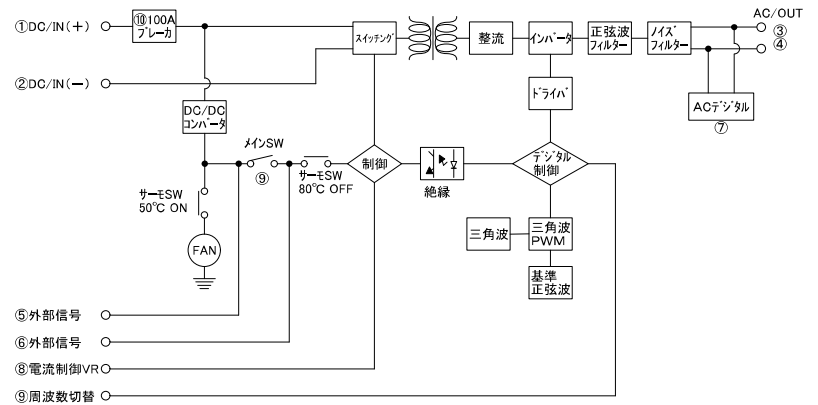 AC/OUT
①DC/IN(+)
⑩100A
ブレーカ
スイッチング
整流
インバータ
正弦波
フィルター
ノイズ
フィルター
③
④
②DC/IN(−)
DC/DC
コンバータ
ドライバ
ACデジタル
⑦
メインSW
⑨
サーモSW
80℃ OFF
制御
絶縁
デジタル
制御
サーモSW
50℃ ON
FAN
三角波
三角波
PWM
基準
正弦波
⑤外部信号
⑥外部信号
⑧電流制御VR
⑨周波数切替